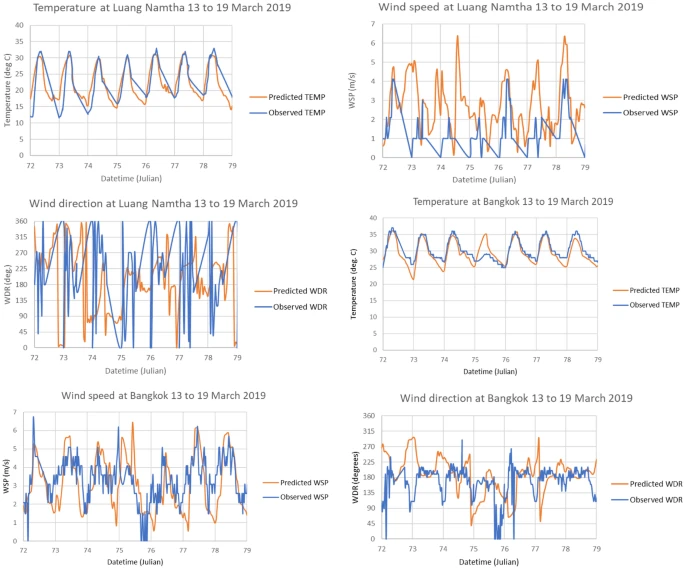 Temperature at Luang Namtha 13 to 19 March 2019
Temperature (deg C)
40
35
30
25
20
15
10
5
0
72 73 74 75 76 77 78 79
Datetime (Julian)
Predicted TEMP
Observed TEMP
Wind speed at Luang Namtha 13 to 19 March 2019
WSP (m/s)
7
6
5
4
3
2
1
0
72 73 74 75 76 77 78 79
Datetime (Julian)
Predicted WSP
Observed WSP
Wind direction at Luang Namtha 13 to 19 March 2019
WDR (deg.)
360
315
270
225
180
135
90
45
0
72 73 74 75 76 77 78 79
Datetime (Julian)
Predicted WDR
Observed WDR
Temperature at Bangkok 13 to 19 March 2019
Temperature (deg. C)
40
35
30
25
20
15
10
5
0
72 73 74 75 76 77 78 79
Datetime (Julian)
Predicted TEMP
Observed TEMP
Wind speed at Bangkok 13 to 19 March 2019
WSP (m/s)
7
6
5
4
3
2
1
0
72 73 74 75 76 77 78 79
Datetime (Julian)
Predicted WSP
Observed WSP
Wind direction at Bangkok 13 to 19 March 2019
WDR (degrees)
360
315
270
225
180
135
90
45
0
72 73 74 75 76 77 78 79
Datetime (Julian)
Predicted WDR
Observed WDR